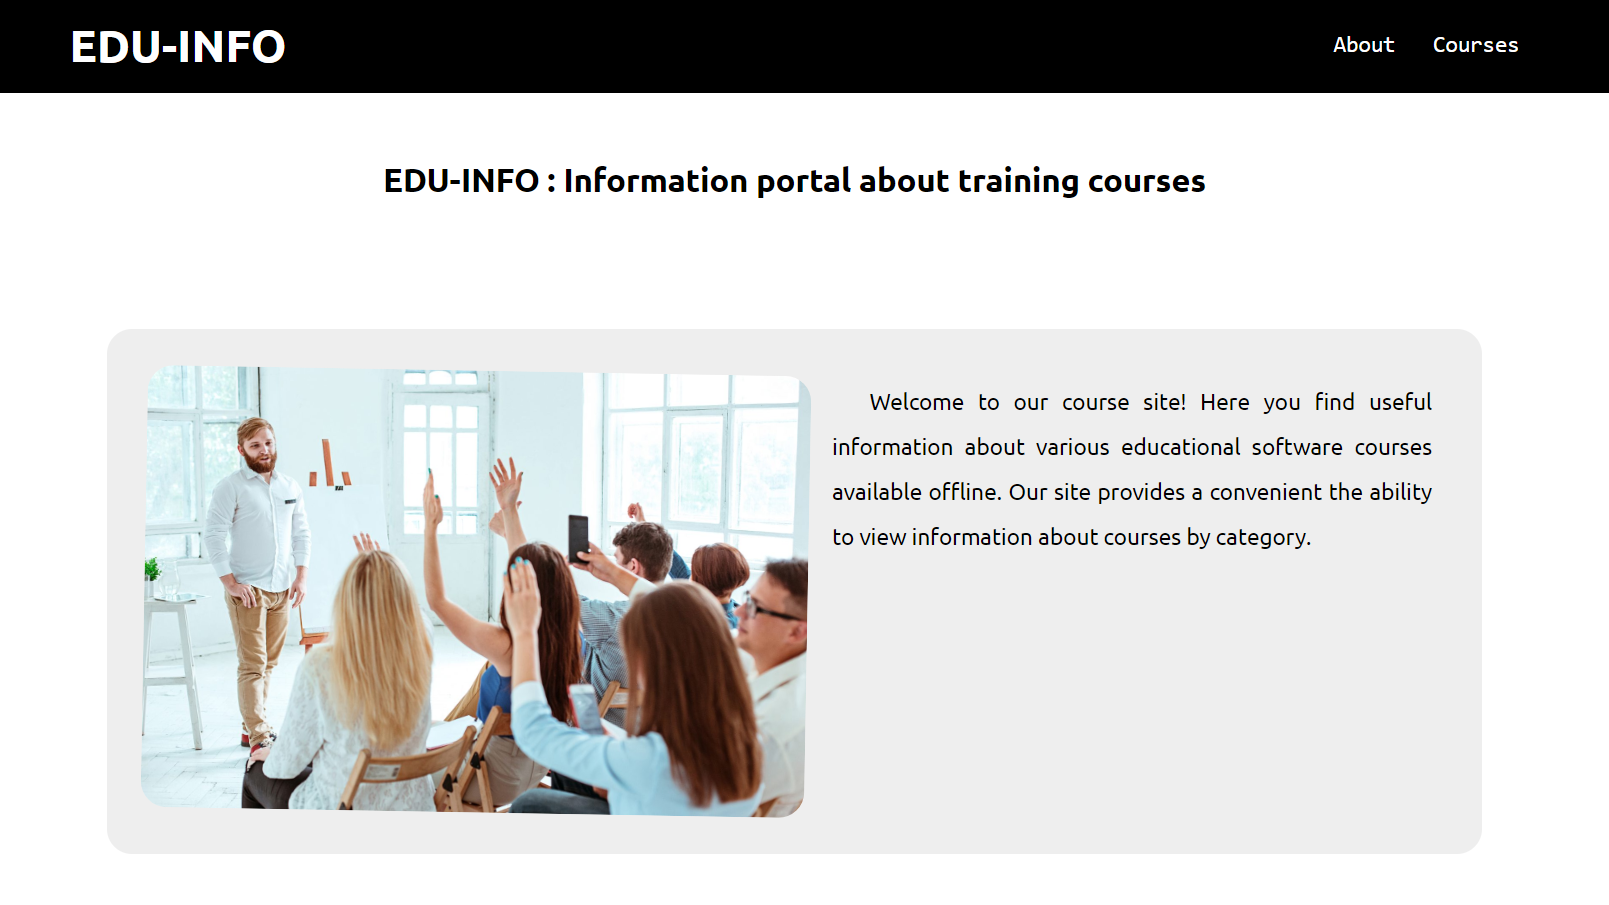 EDU-INFO
About Courses
EDU-INFO : Information portal about training courses
Welcome to our course site! Here you find useful
information about various educational software courses
available offline. Our site provides a convenient the ability
to view information about courses by category.